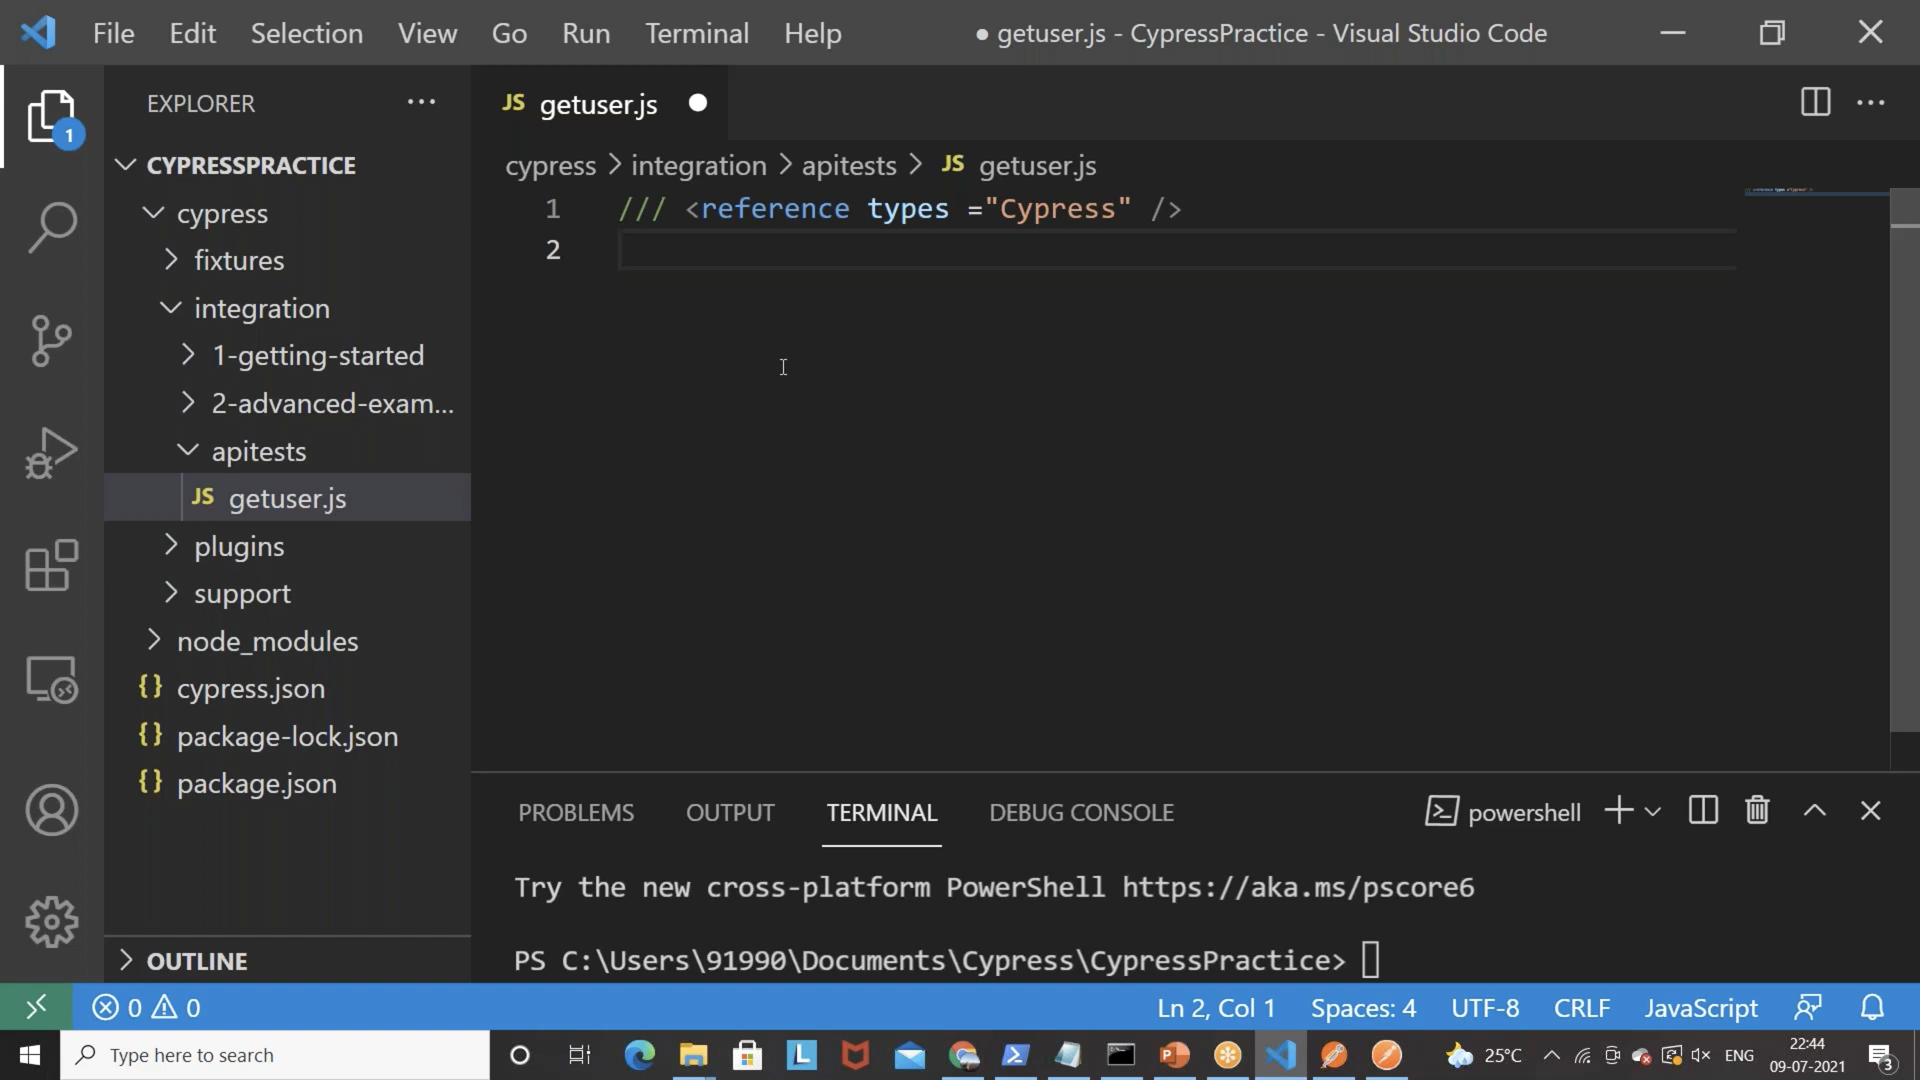 File Edit Selection View Go Run Terminal Help ● getuser.js - CypressPractice - Visual Studio Code
EXPLORER ...
JS getuser.js ●
CYPRESSPRACTICE
cypress > integration > apitests > JS getuser.js
cypress
1 /// <reference types ="Cypress" />
2
fixtures
integration
1-getting-started
2-advanced-exam...
apitests
JS getuser.js
plugins
support
node_modules
{} cypress.json
{} package-lock.json
{} package.json
OUTLINE
1
PROBLEMS OUTPUT TERMINAL DEBUG CONSOLE powershell
Try the new cross-platform PowerShell https://aka.ms/pscore6
PS C:\Users\91990\Documents\Cypress\CypressPractice>
0 0 Ln 2, Col 1 Spaces: 4 UTF-8 CRLF JavaScript
Type here to search L P 25°C ENG 22:44
09-07-2021 3